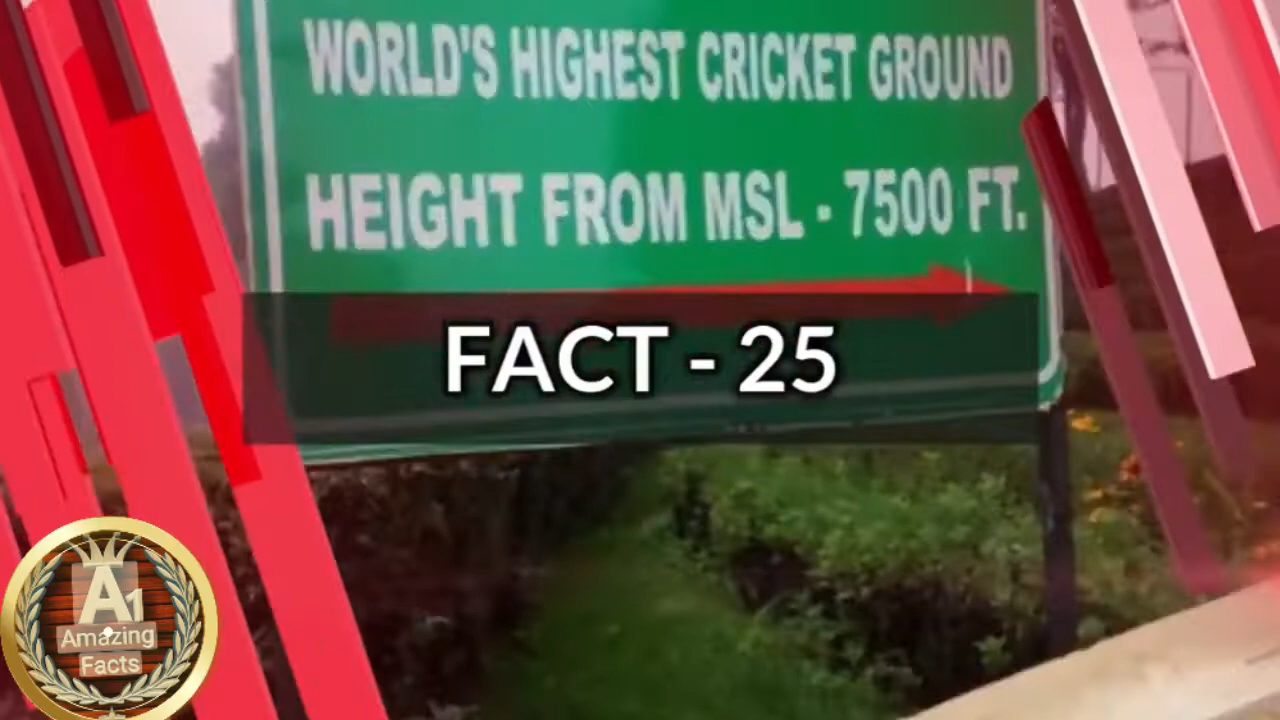 WORLD'S HIGHEST CRICKET GROUND
HEIGHT FROM MSL - 7500 FT.
FACT - 25
A1
Amazing
Facts